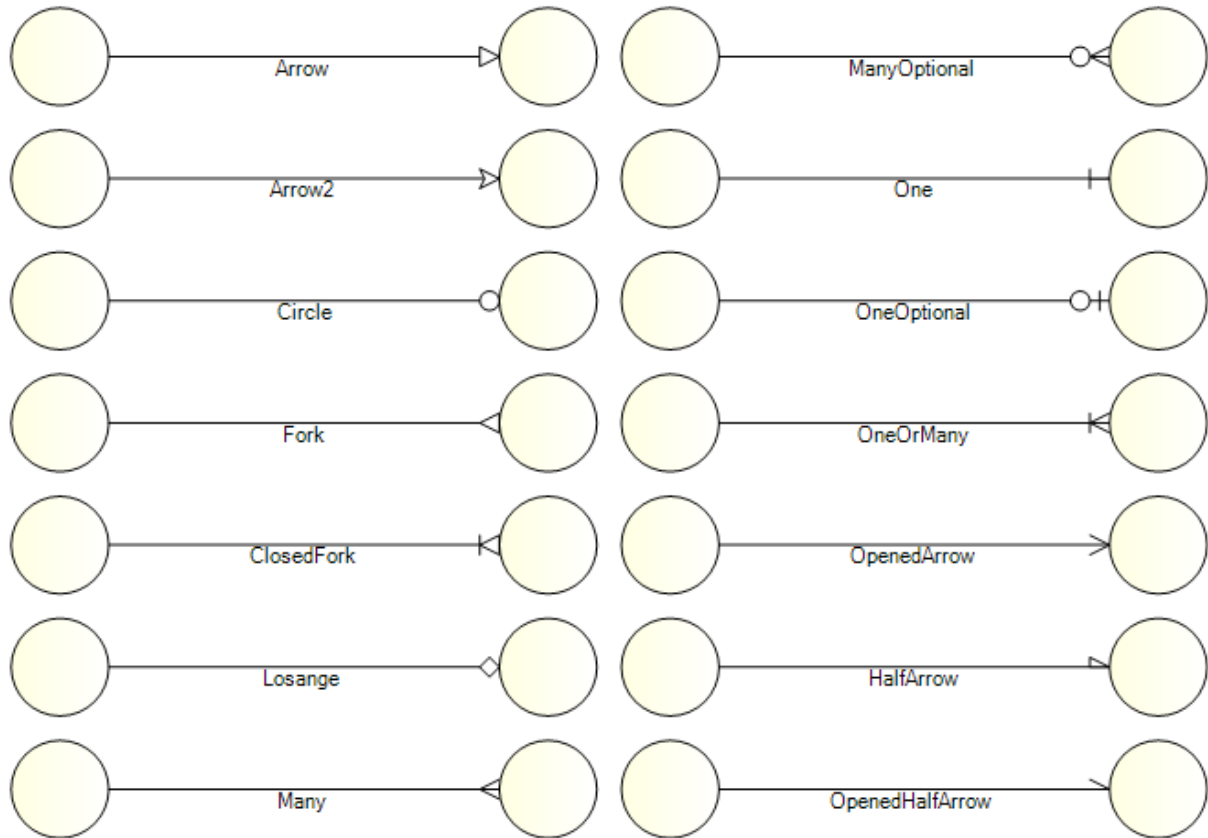 Arrow
ManyOptional
Arrow2
One
Circle
OneOptional
Fork
OneOrMany
ClosedFork
OpenedArrow
Losange
HalfArrow
Many
OpenedHalfArrow